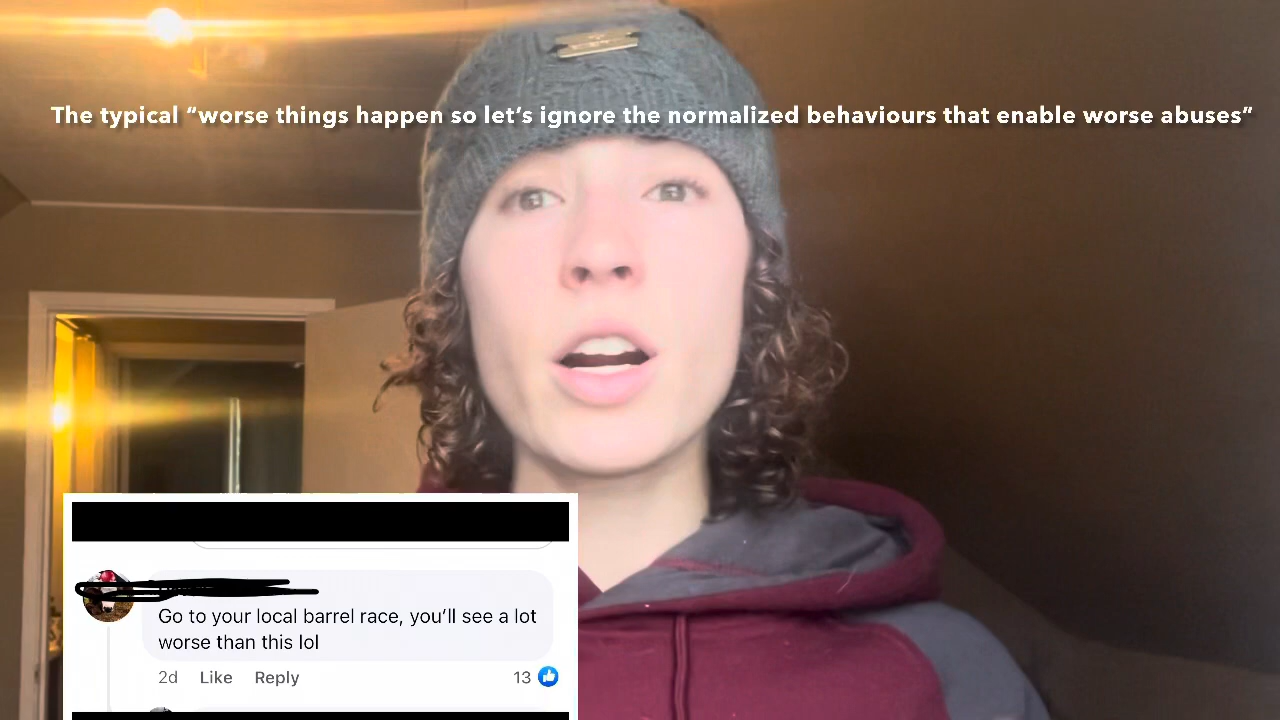 The typical “worse things happen so let’s ignore the normalized behaviours that enable worse abuses”
Go to your local barrel race, you’ll see a lot
worse than this lol
2d Like Reply 13